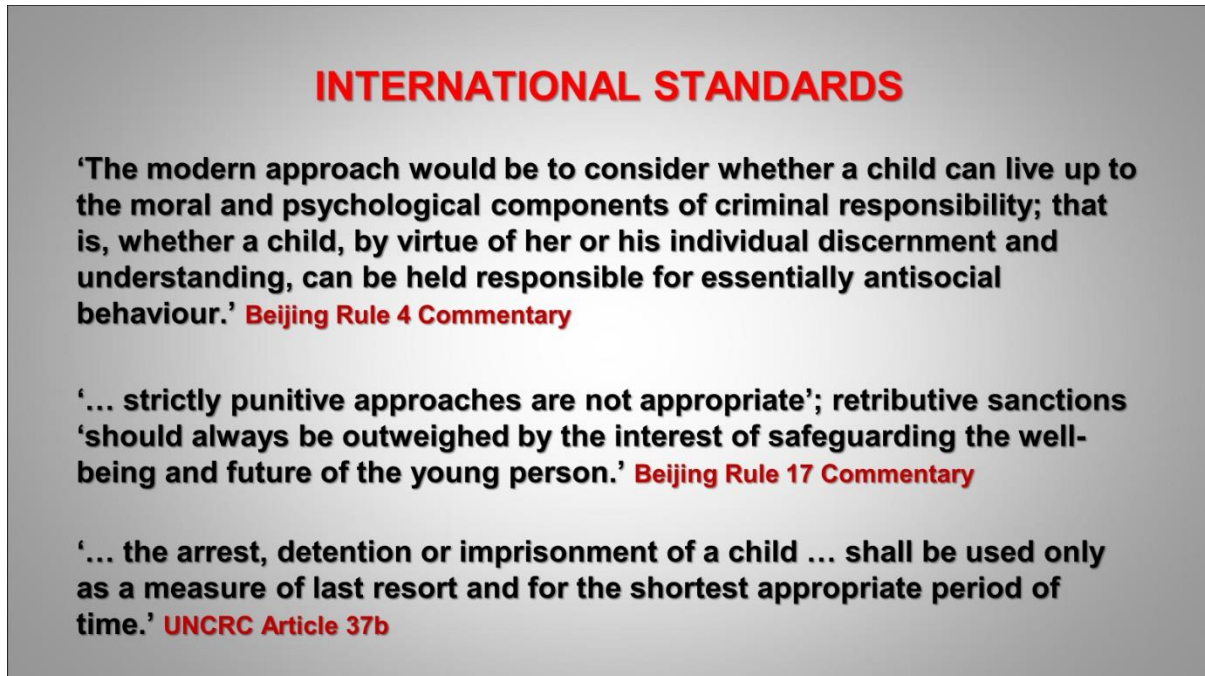 INTERNATIONAL STANDARDS
‘The modern approach would be to consider whether a child can live up to
the moral and psychological components of criminal responsibility; that
is, whether a child, by virtue of her or his individual discernment and
understanding, can be held responsible for essentially antisocial
behaviour.’ Beijing Rule 4 Commentary
‘… strictly punitive approaches are not appropriate’; retributive sanctions
‘should always be outweighed by the interest of safeguarding the well-
being and future of the young person.’ Beijing Rule 17 Commentary
‘… the arrest, detention or imprisonment of a child … shall be used only
as a measure of last resort and for the shortest appropriate period of
time.’ UNCRC Article 37b